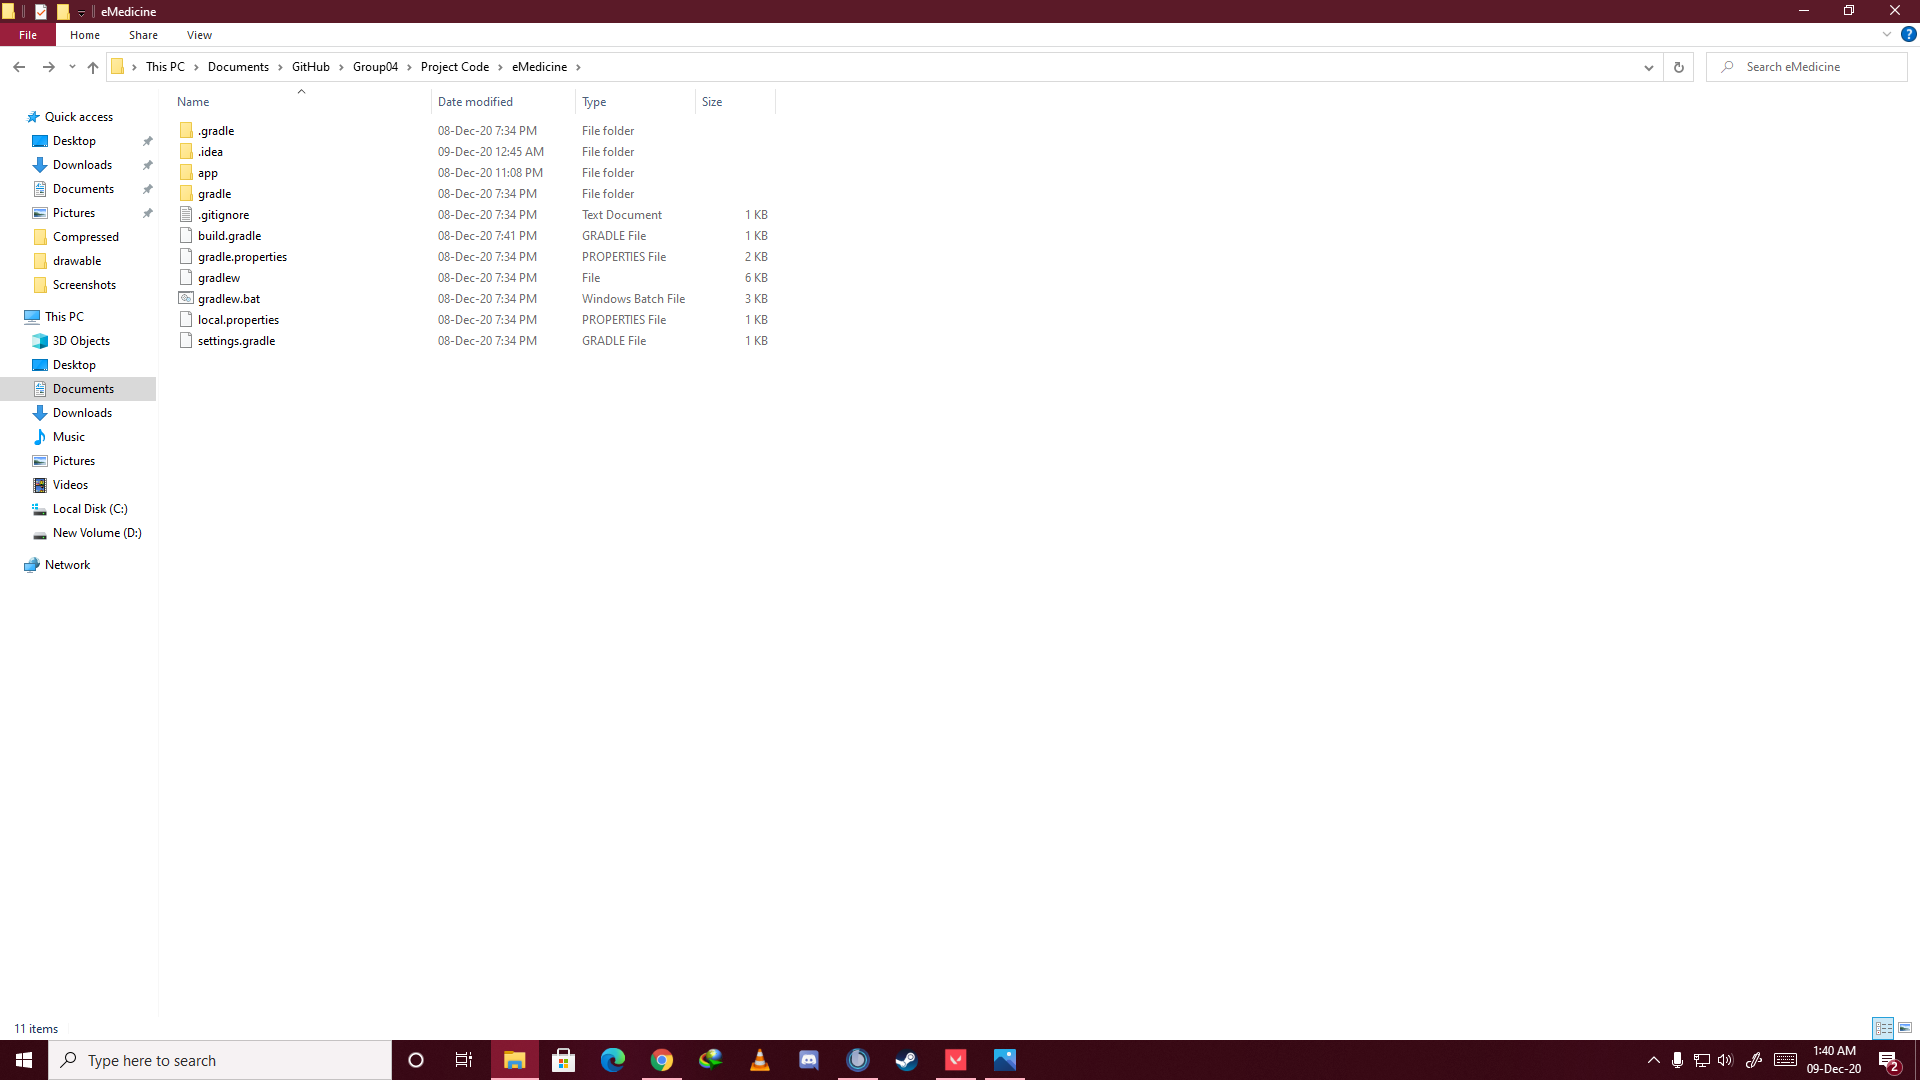 eMedicine
File Home Share View
This PC Documents GitHub Group04 Project Code eMedicine
Search eMedicine
Name Date modified Type Size
Quick access
Desktop
Downloads
Documents
Pictures
Compressed
drawable
Screenshots
This PC
3D Objects
Desktop
Documents
Downloads
Music
Pictures
Videos
Local Disk (C:)
New Volume (D:)
Network
.gradle 08-Dec-20 7:34 PM File folder
.idea 09-Dec-20 12:45 AM File folder
app 08-Dec-20 11:08 PM File folder
gradle 08-Dec-20 7:34 PM File folder
.gitignore 08-Dec-20 7:34 PM Text Document 1 KB
build.gradle 08-Dec-20 7:41 PM GRADLE File 1 KB
gradle.properties 08-Dec-20 7:34 PM PROPERTIES File 2 KB
gradlew 08-Dec-20 7:34 PM File 6 KB
gradlew.bat 08-Dec-20 7:34 PM Windows Batch File 3 KB
local.properties 08-Dec-20 7:34 PM PROPERTIES File 1 KB
settings.gradle 08-Dec-20 7:34 PM GRADLE File 1 KB
11 items
Type here to search
1:40 AM
09-Dec-20
2